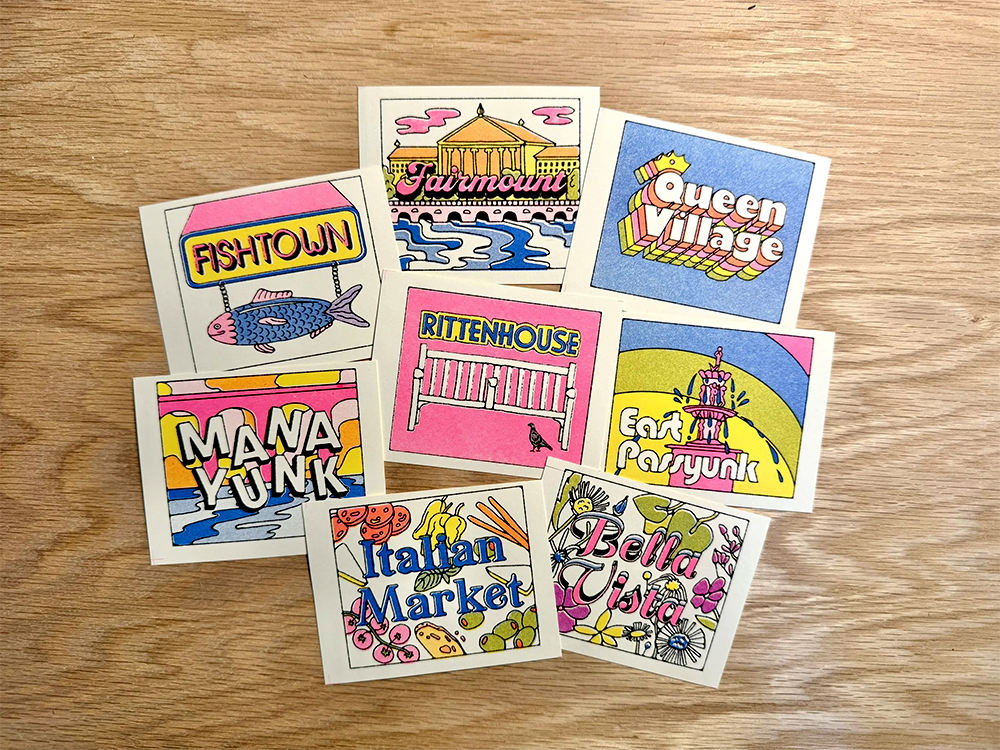 Fairmount
Queen
Village
FISHTOWN
RITTENHOUSE
East
Passyunk
MANA
YUNK
Italian
Market
Bella
Vista